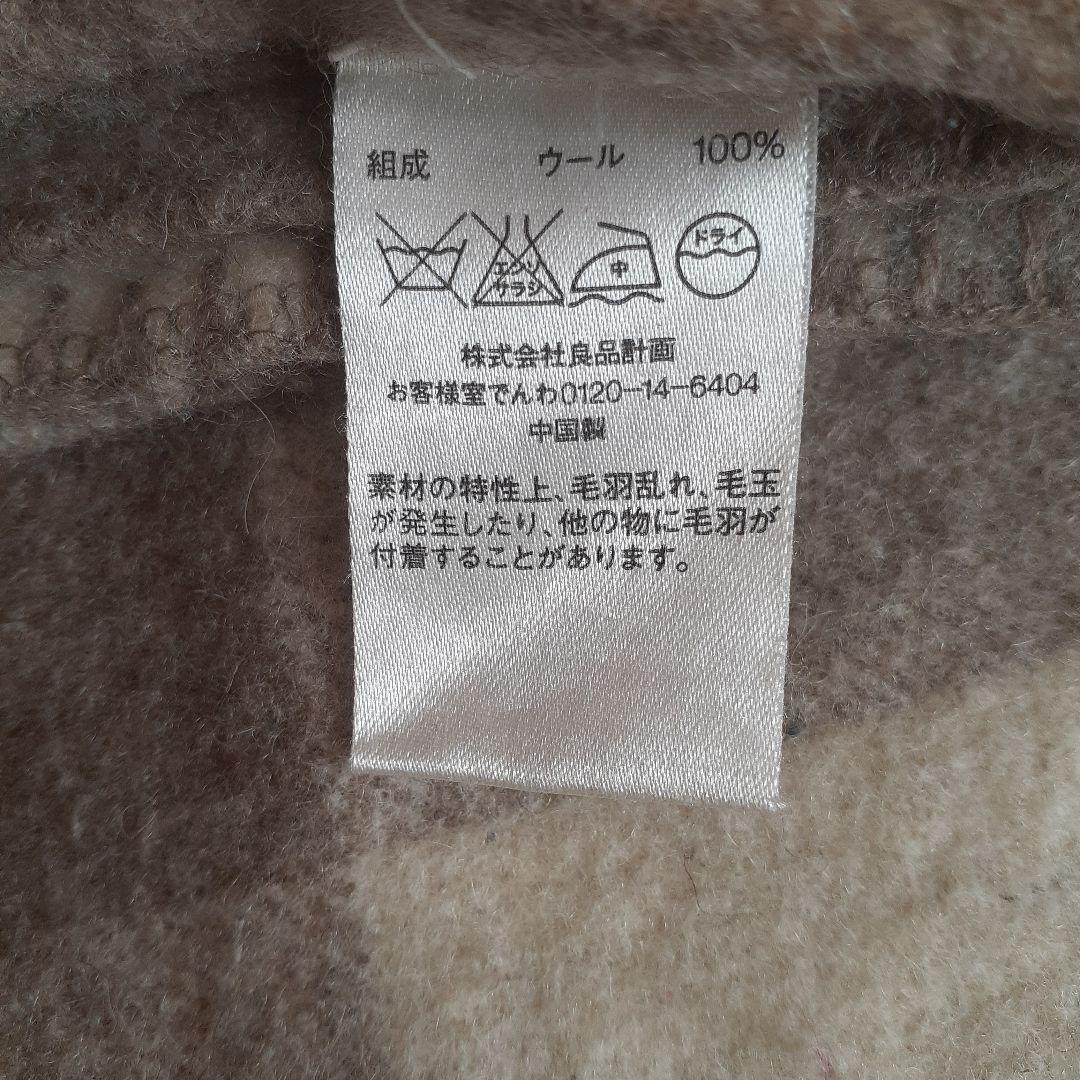 組成 ウール 100%
エンソ サラシ 中 ドライ
株式会社良品計画
お客様室でんわ0120-14-6404
中国製
素材の特性上、毛羽乱れ、毛玉
が発生したり、他の物に毛羽が
付着することがあります。